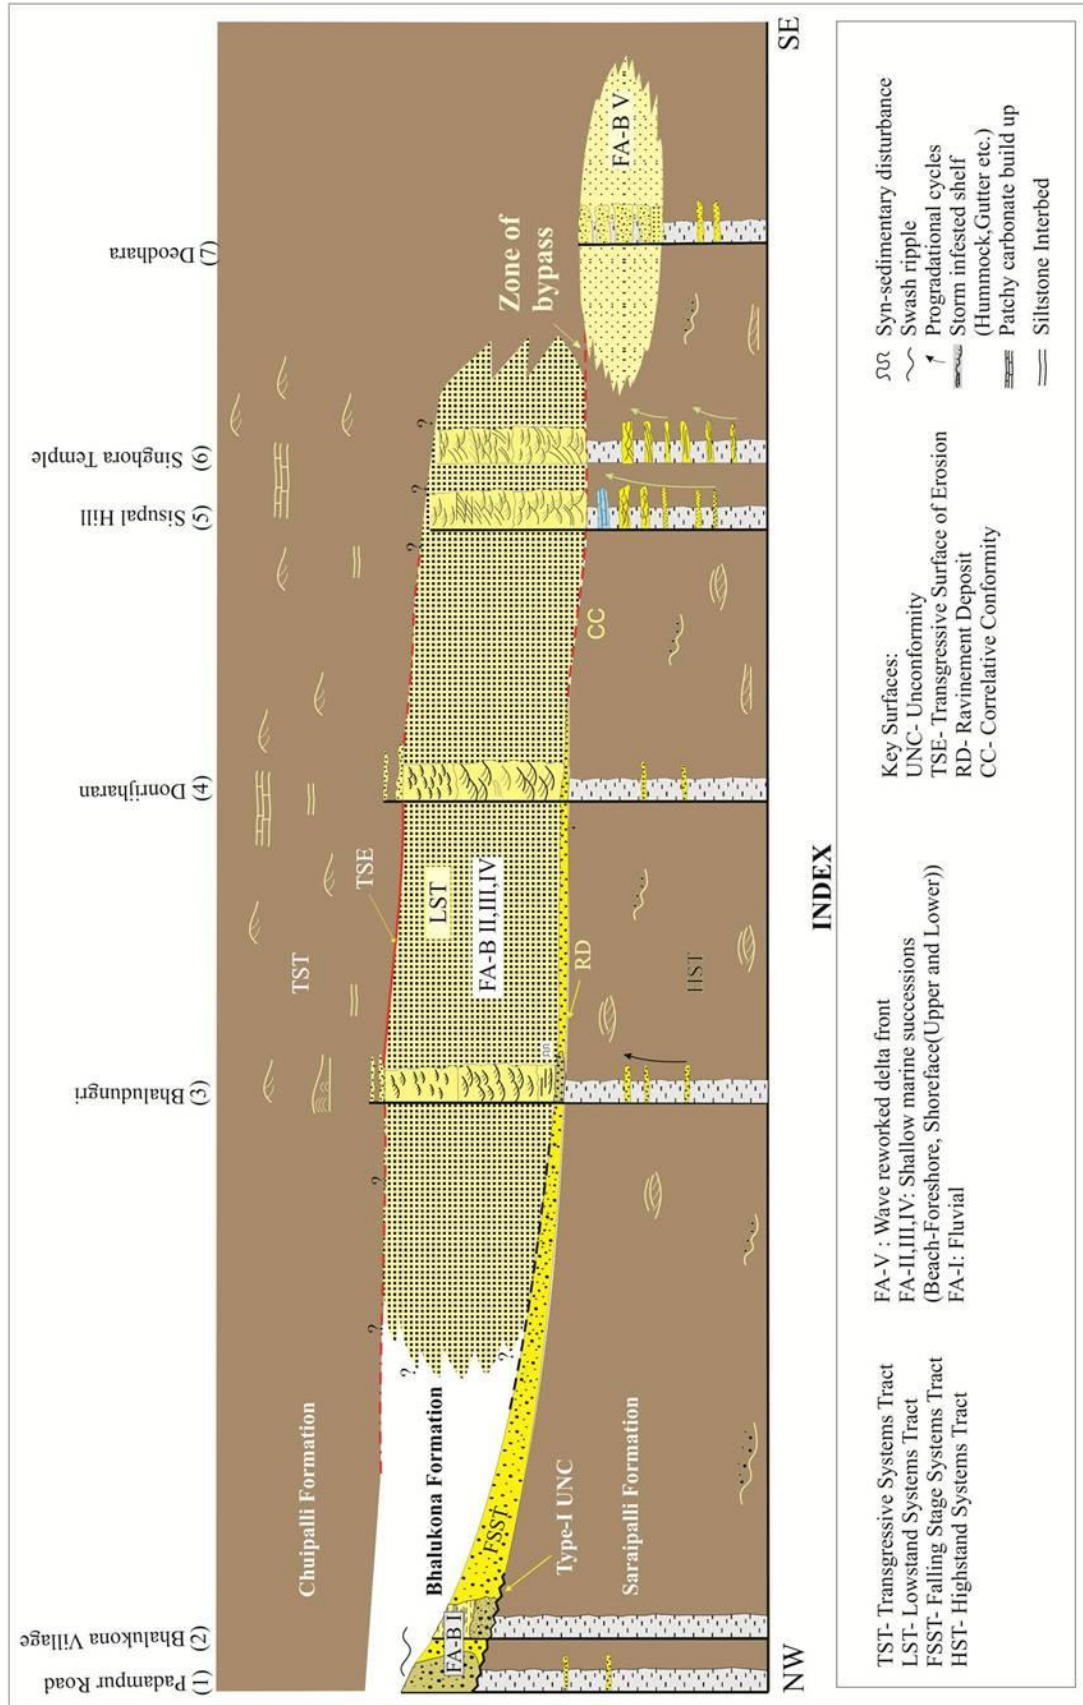 Padampur Road
(1)
Bhalukona Village
(2)
Bhaludungri
(3)
Donrijharan
(4)
Sisupal Hill
(5)
Singhora Temple
(6)
Deodhara
(7)
Chuipalli Formation
TST
TSE
Bhalukona Formation
LST
FA-B II,III,IV
FA-B I
FSST
RD
CC
Zone of
bypass
FA-B V
Type-I UNC
Saraipalli Formation
HST
?
?
?
?
?
?
?
NW
SE
INDEX
TST- Transgressive Systems Tract
LST- Lowstand Systems Tract
FSST- Falling Stage Systems Tract
HST- Highstand Systems Tract
FA-V : Wave reworked delta front
FA-II,III,IV: Shallow marine successions
(Beach-Foreshore, Shoreface(Upper and Lower))
FA-I: Fluvial
Key Surfaces:
UNC- Unconformity
TSE- Transgressive Surface of Erosion
RD- Ravinement Deposit
CC- Correlative Conformity
Syn-sedimentary disturbance
Swash ripple
Progradational cycles
Storm infested shelf
(Hummock,Gutter etc.)
Patchy carbonate build up
Siltstone Interbed